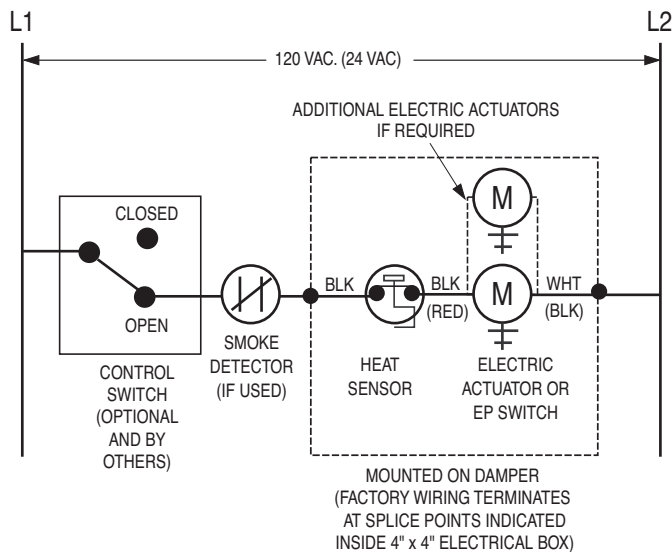 L1
L2
120 VAC. (24 VAC)
ADDITIONAL ELECTRIC ACTUATORS
IF REQUIRED
CLOSED
OPEN
M
M
BLK
BLK
(RED)
WHT
(BLK)
CONTROL
SWITCH
(OPTIONAL
AND BY
OTHERS)
SMOKE
DETECTOR
(IF USED)
HEAT
SENSOR
ELECTRIC
ACTUATOR OR
EP SWITCH
MOUNTED ON DAMPER
(FACTORY WIRING TERMINATES
AT SPLICE POINTS INDICATED
INSIDE 4" x 4" ELECTRICAL BOX)